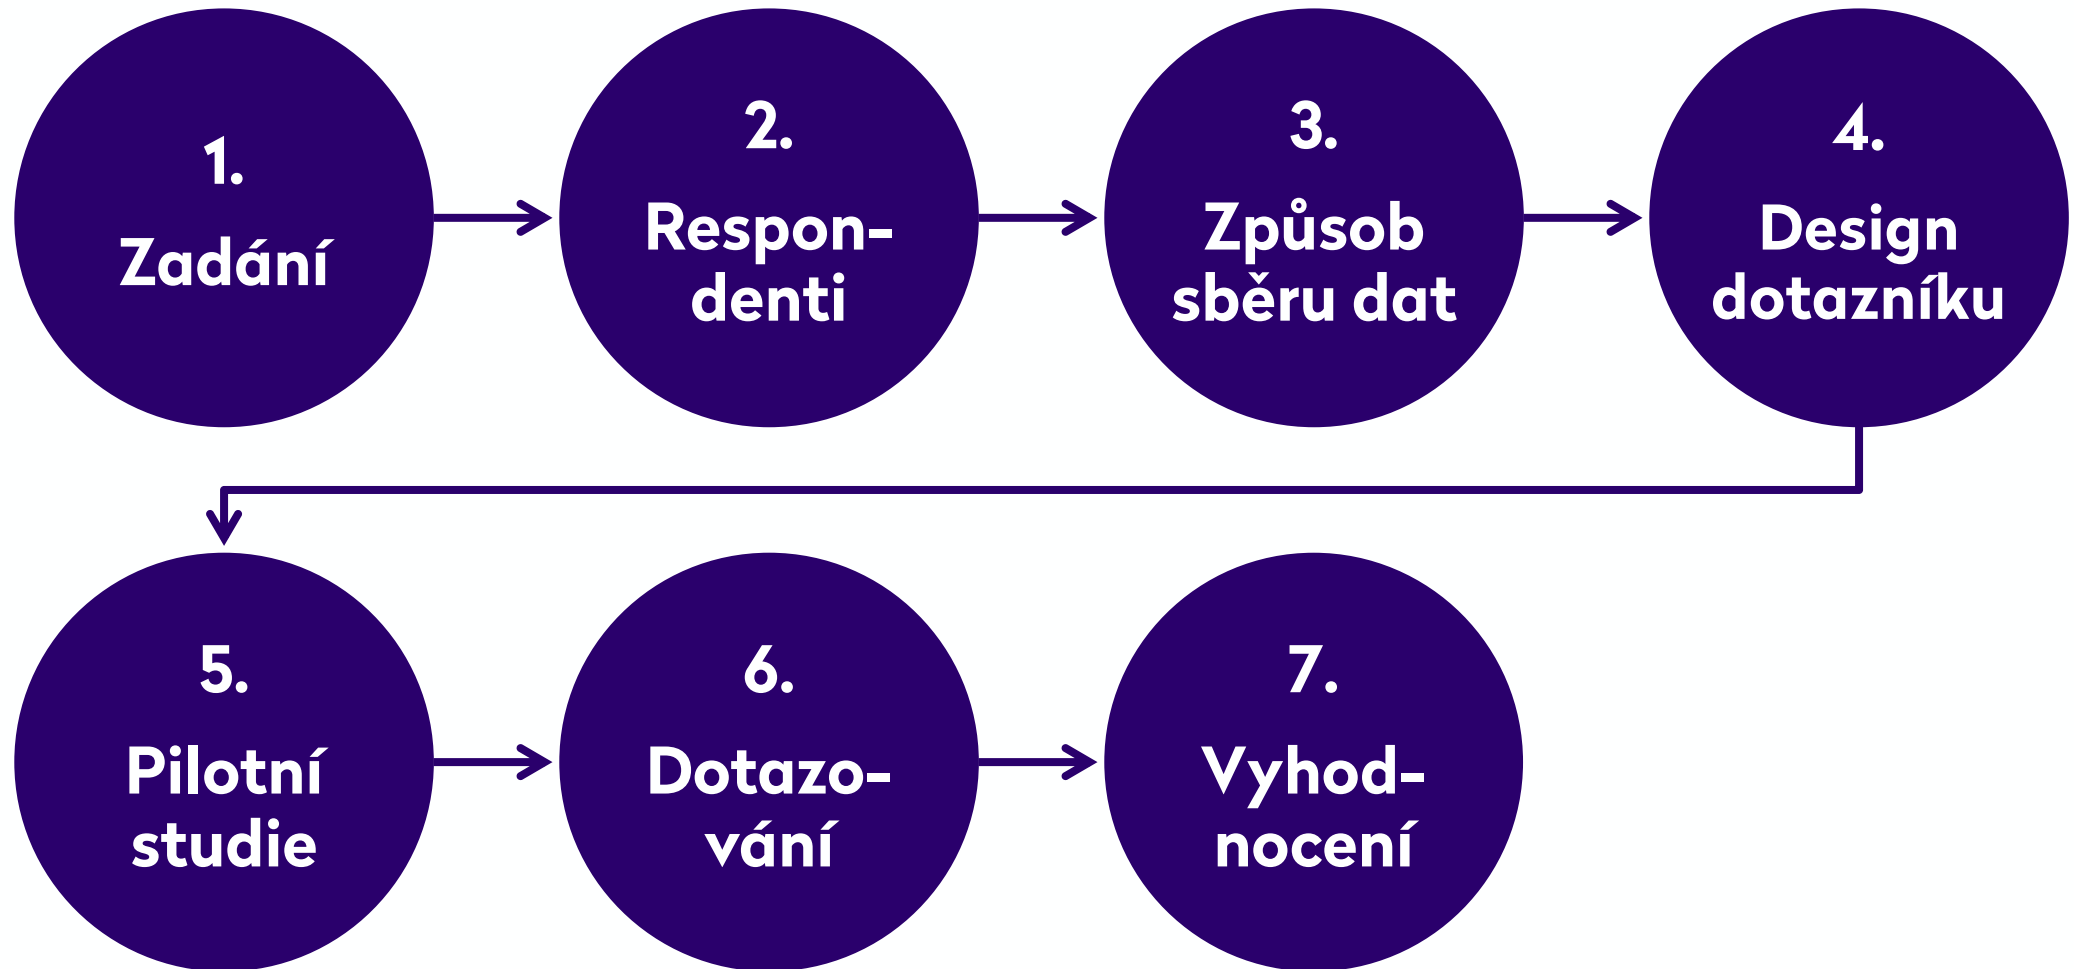 1.
Zadání
2.
Respon-
denti
3.
Způsob
sběru dat
4.
Design
dotazníku
5.
Pilotní
studie
6.
Dotazo-
vání
7.
Vyhod-
nocení